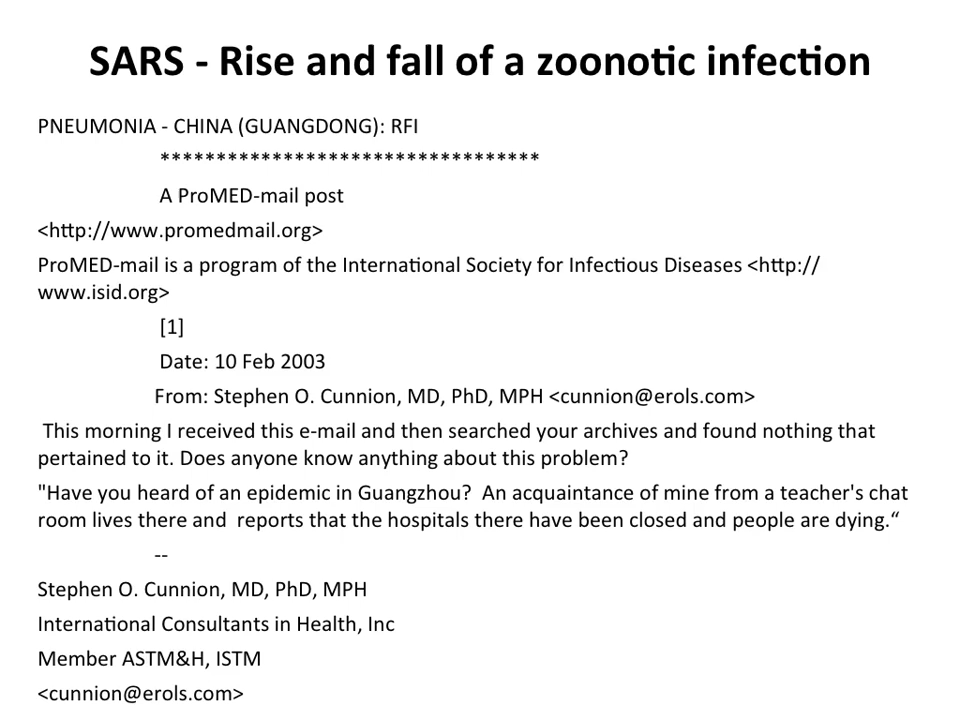 SARS - Rise and fall of a zoonotic infection
PNEUMONIA - CHINA (GUANGDONG): RFI
**********************************
A ProMED-mail post
<http://www.promedmail.org>
ProMED-mail is a program of the International Society for Infectious Diseases <http://
www.isid.org>
[1]
Date: 10 Feb 2003
From: Stephen O. Cunnion, MD, PhD, MPH <cunnion@erols.com>
This morning I received this e-mail and then searched your archives and found nothing that
pertained to it. Does anyone know anything about this problem?
"Have you heard of an epidemic in Guangzhou?  An acquaintance of mine from a teacher's chat
room lives there and  reports that the hospitals there have been closed and people are dying.“
--
Stephen O. Cunnion, MD, PhD, MPH
International Consultants in Health, Inc
Member ASTM&H, ISTM
<cunnion@erols.com>